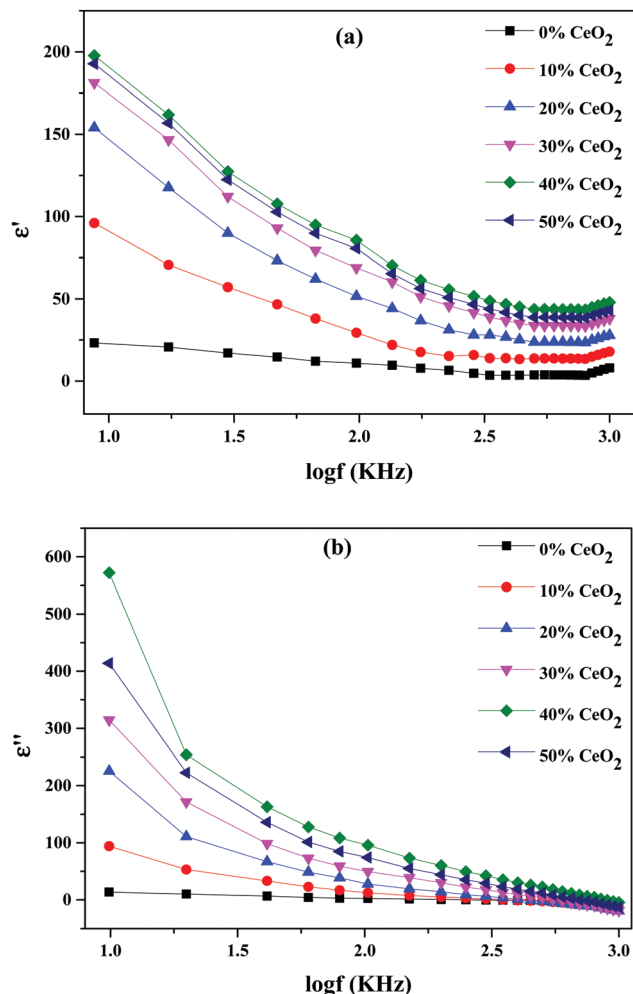 (a)
0% CeO₂
10% CeO₂
20% CeO₂
30% CeO₂
40% CeO₂
50% CeO₂
200
150
100
50
0
ε'
1.0 1.5 2.0 2.5 3.0
logf (KHz)
(b)
0% CeO₂
10% CeO₂
20% CeO₂
30% CeO₂
40% CeO₂
50% CeO₂
600
500
400
300
200
100
0
ε''
1.0 1.5 2.0 2.5 3.0
logf (KHz)